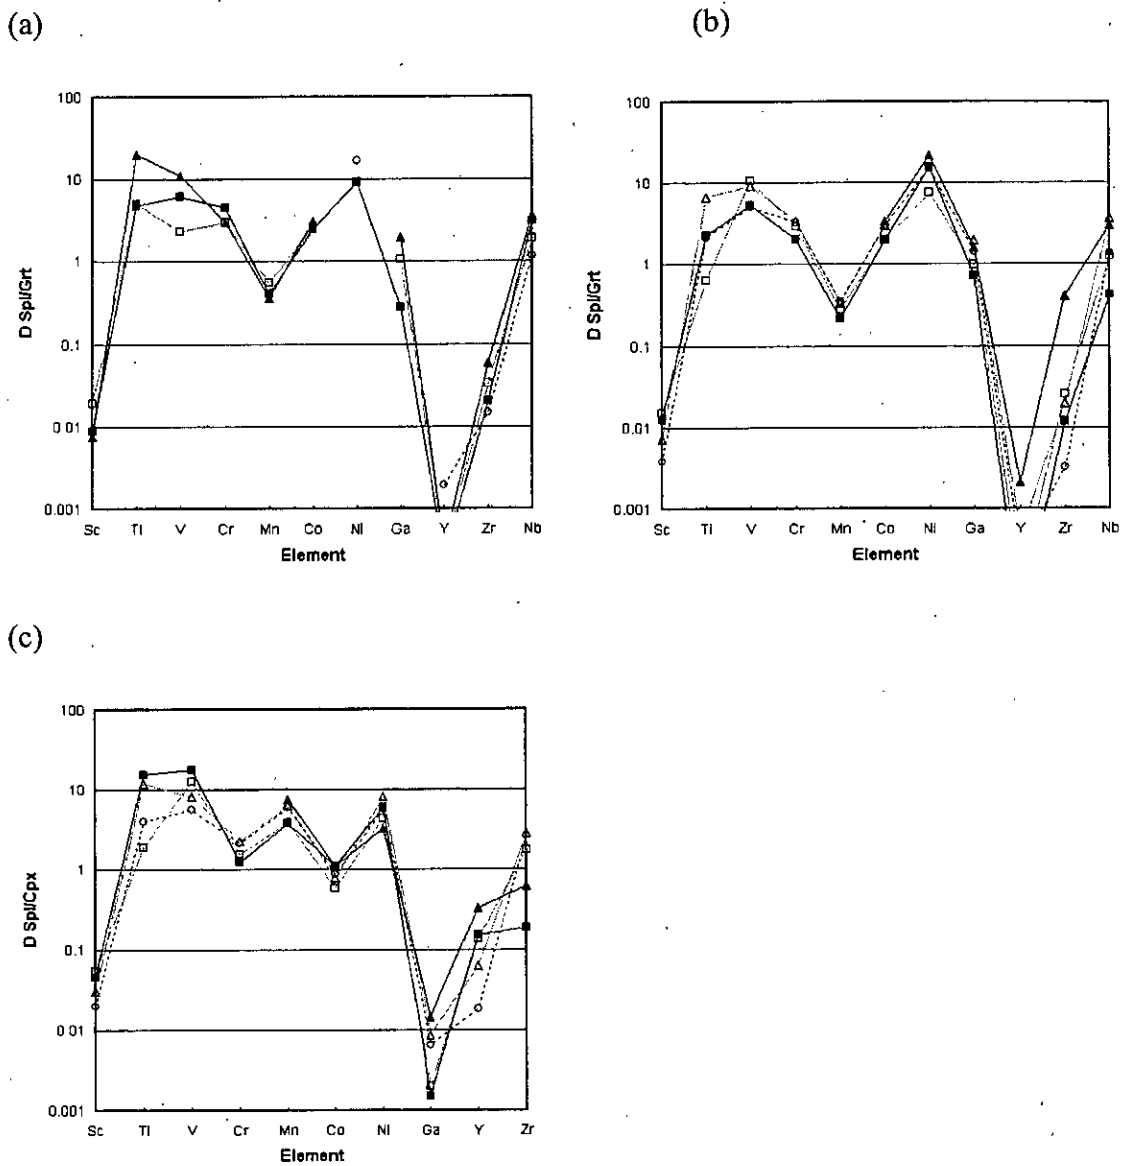 (a)
100
10
1
0.1
0.01
0.001
D Spl/Grt
Sc Ti V Cr Mn Co Ni Ga Y Zr Nb
Element
(b)
100
10
1
0.1
0.01
0.001
D Spl/Grt
Sc Ti V Cr Mn Co Ni Ga Y Zr Nb
Element
(c)
100
10
1
0.1
0 01
0.001
D Spl/Cpx
Sc Ti V Cr Mn Co Ni Ga Y Zr
Element